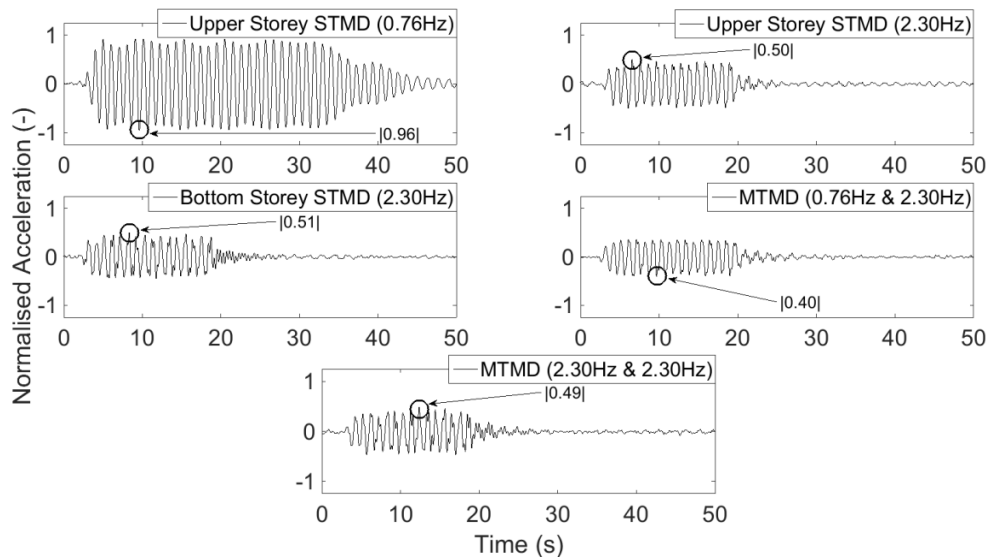 Normalised Acceleration (-)
Upper Storey STMD (0.76Hz)
1
0
-1
|0.96|
0 10 20 30 40 50
Upper Storey STMD (2.30Hz)
1
0
-1
|0.50|
0 10 20 30 40 50
Bottom Storey STMD (2.30Hz)
1
0
-1
|0.51|
0 10 20 30 40 50
MTMD (0.76Hz & 2.30Hz)
1
0
-1
|0.40|
0 10 20 30 40 50
MTMD (2.30Hz & 2.30Hz)
1
0
-1
|0.49|
0 10 20 30 40 50
Time (s)